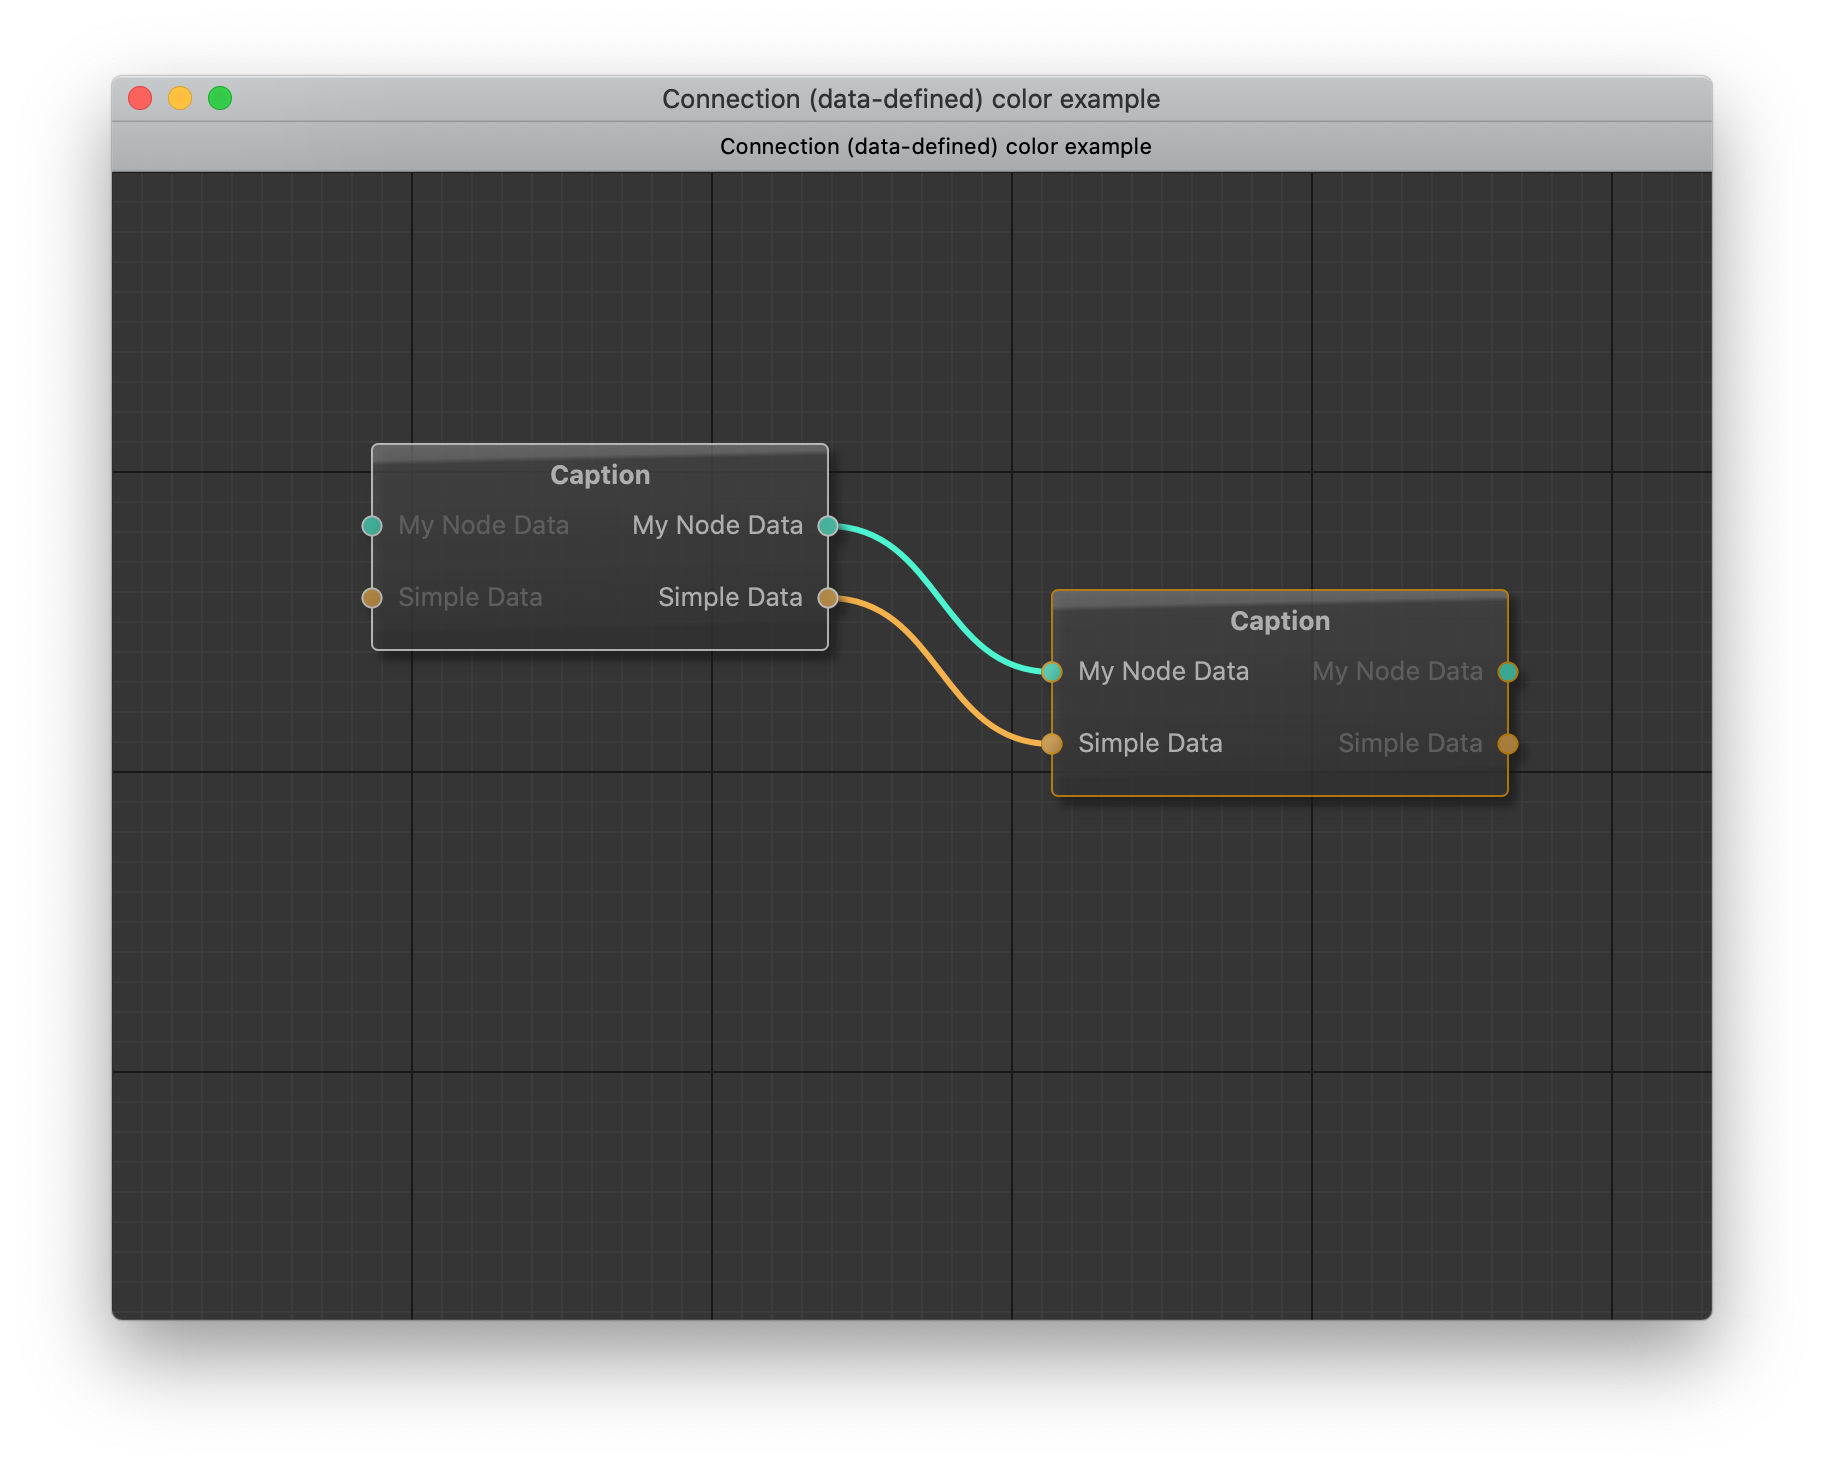 Connection (data-defined) color example
Connection (data-defined) color example
Caption
My Node Data My Node Data
Simple Data Simple Data
Caption
My Node Data My Node Data
Simple Data Simple Data